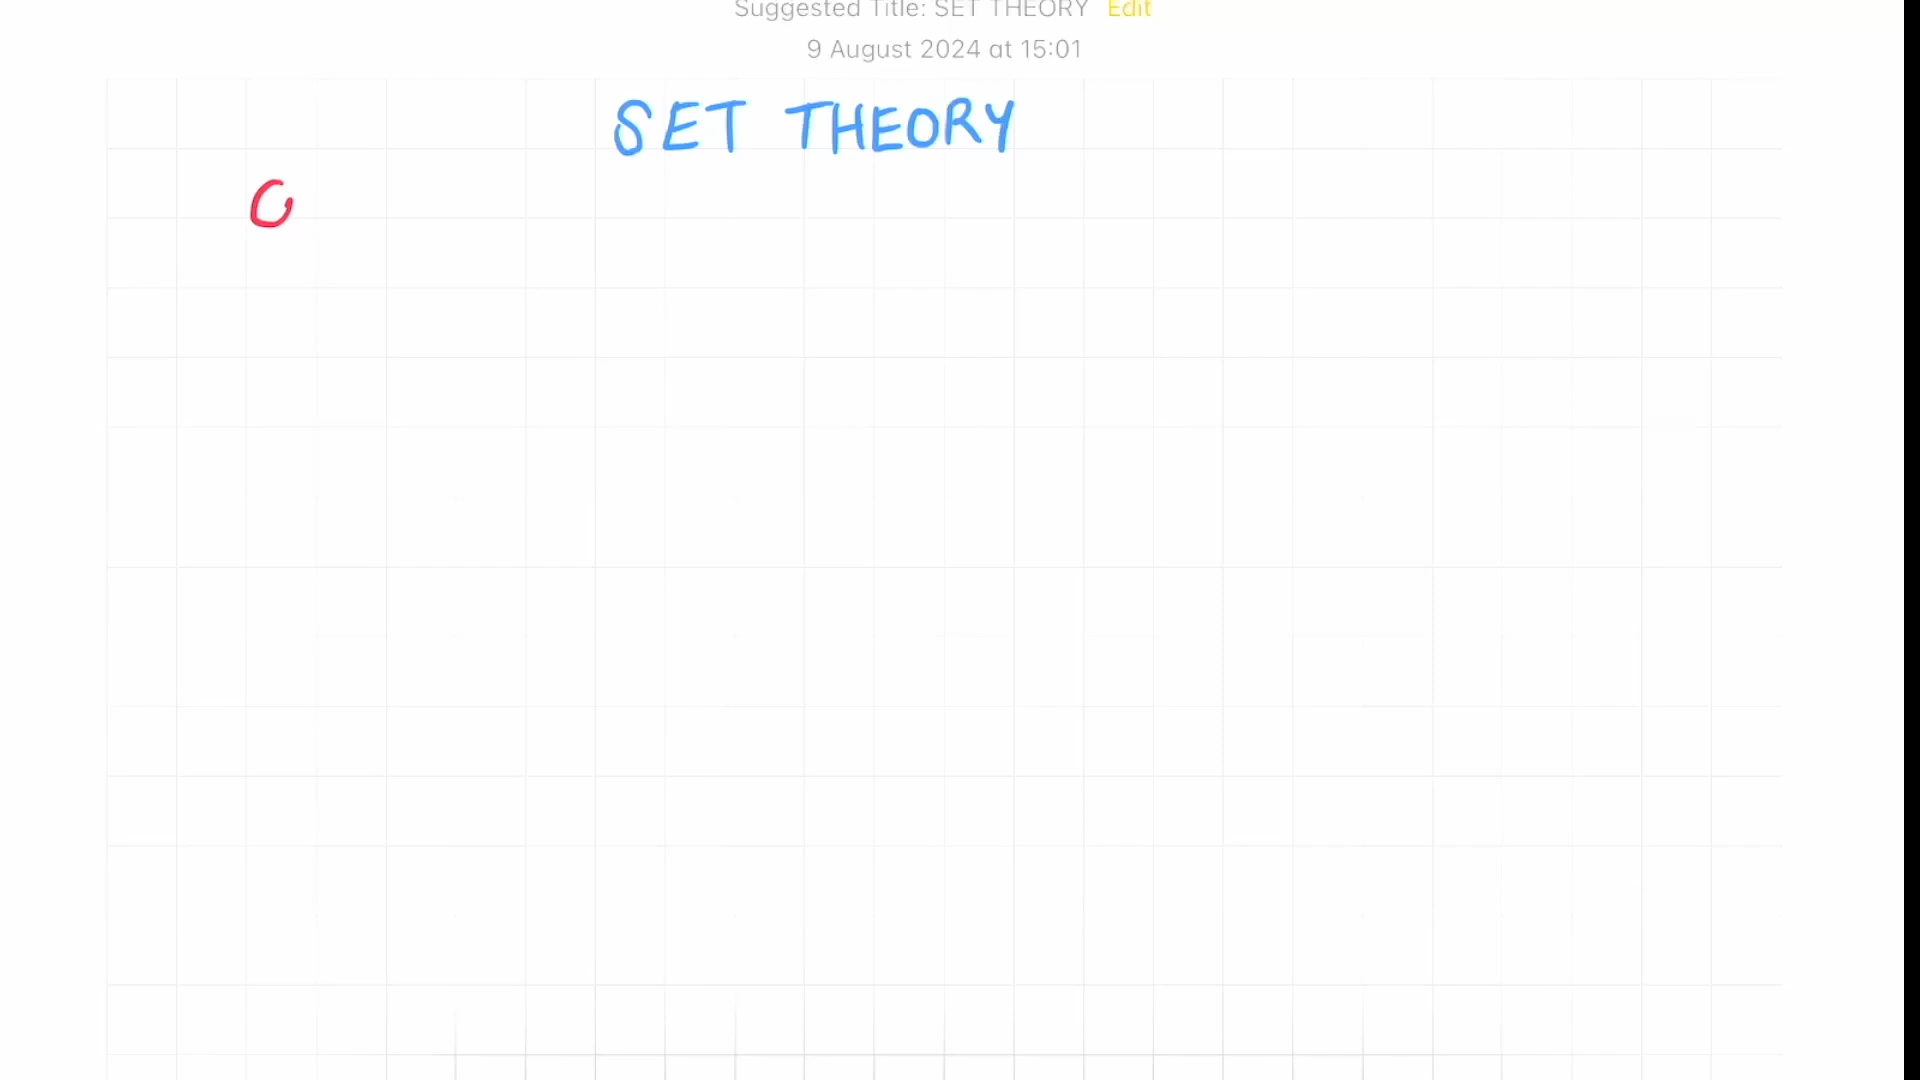 Suggested Title: SET THEORY Edit
9 August 2024 at 15:01
SET THEORY